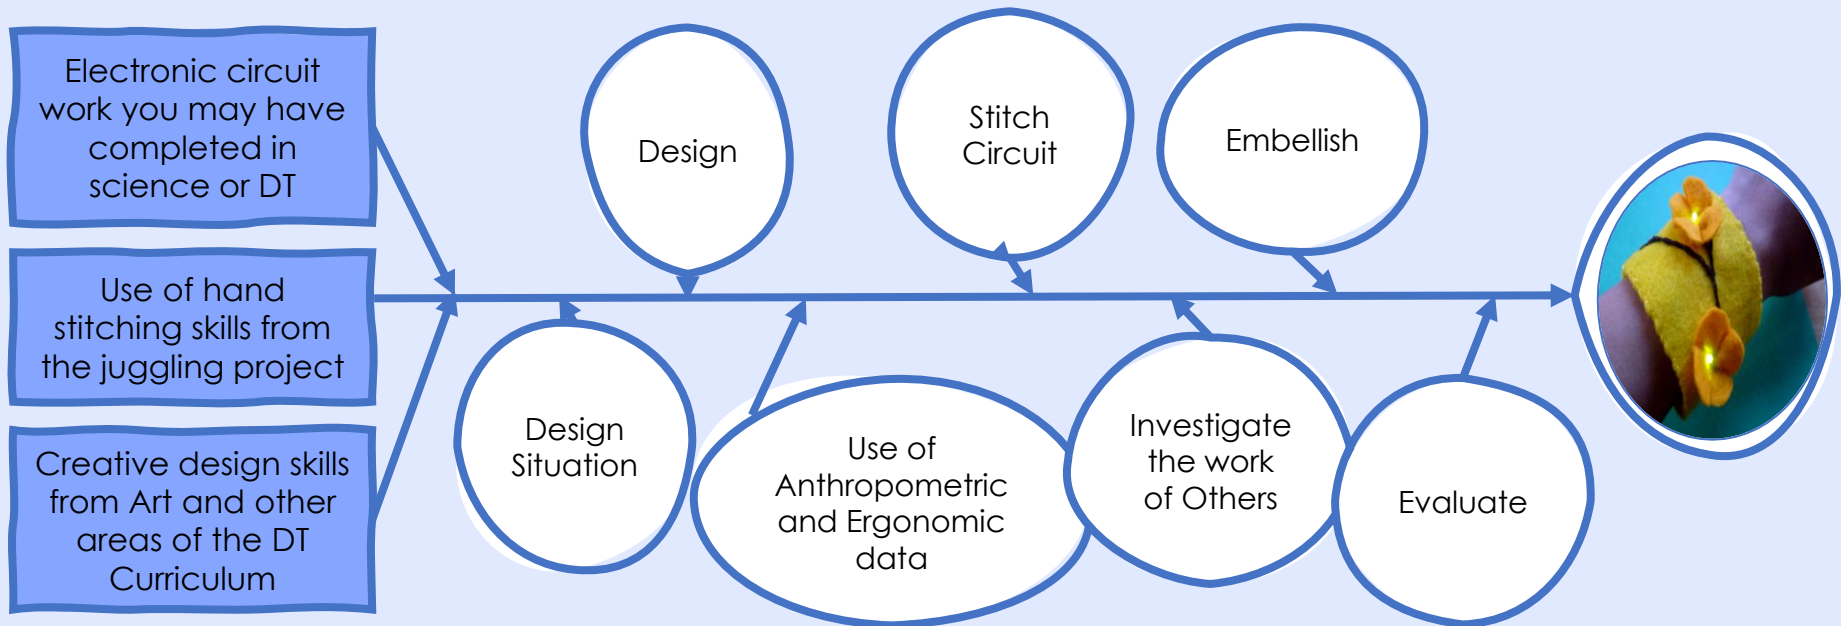 Electronic circuit
work you may have
completed in
science or DT
Use of hand
stitching skills from
the juggling project
Creative design skills
from Art and other
areas of the DT
Curriculum
Design
Stitch
Circuit
Embellish
Design
Situation
Use of
Anthropometric
and Ergonomic
data
Investigate
the work
of Others
Evaluate